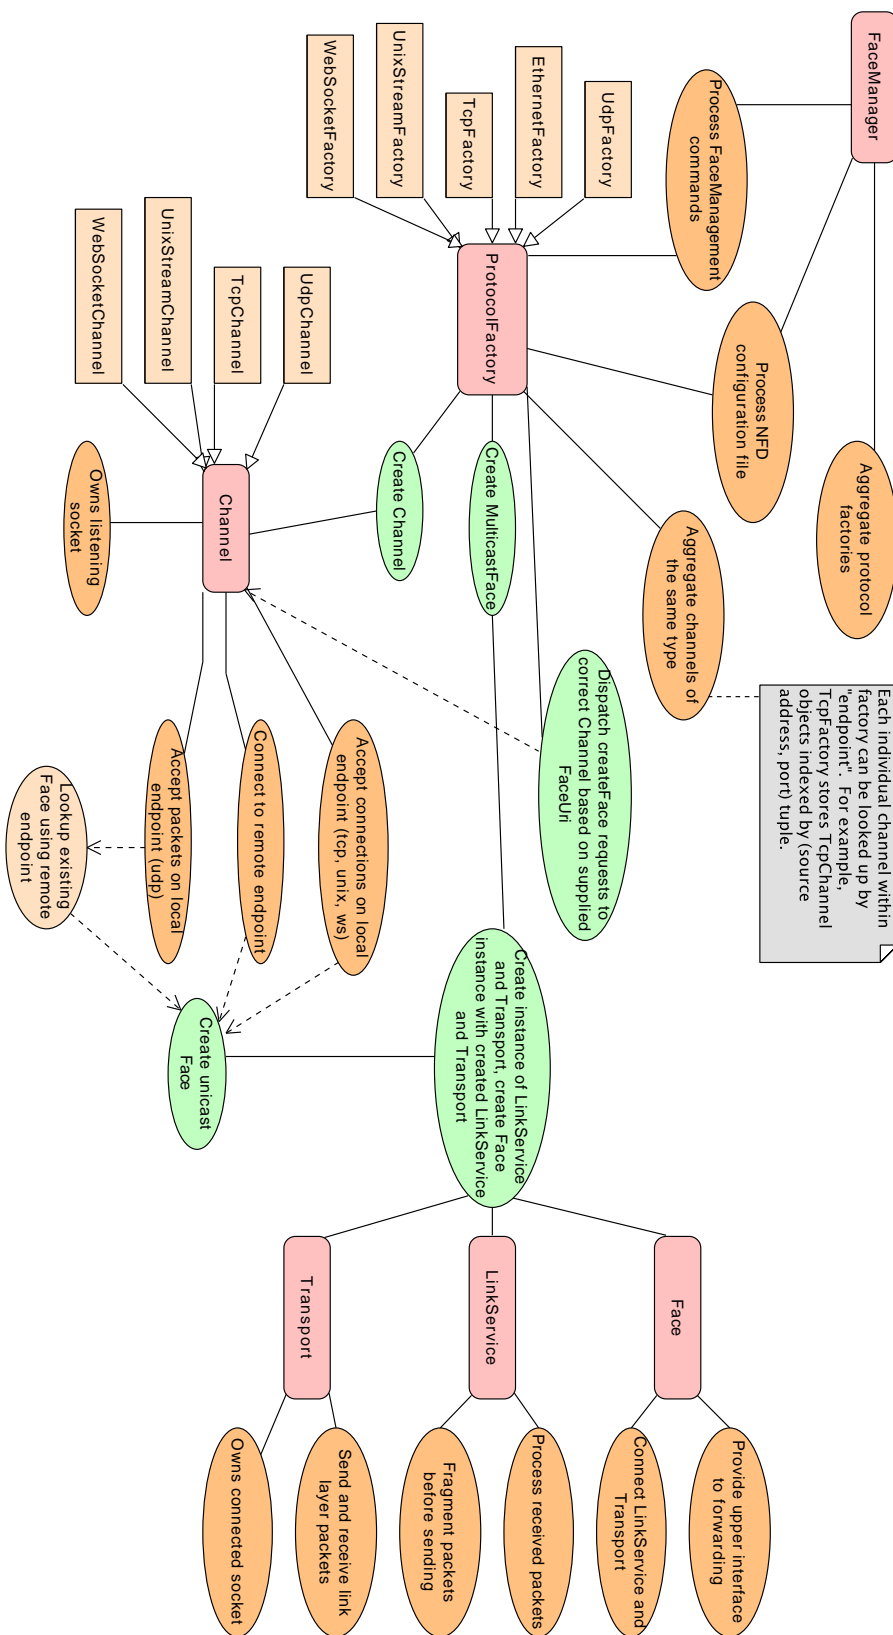 FaceManager
Process FaceManagement
commands
Process NFD
configuration file
Aggregate protocol
factories
UdpFactory
EthernetFactory
TcpFactory
UnixStreamFactory
WebSocketFactory
ProtocolFactory
Aggregate channels of
the same type
Each individual channel within
factory can be looked up by
"endpoint". For example,
TcpFactory stores TcpChannel
objects indexed by (source
address, port) tuple.
Create Channel
Create MulticastFace
Dispatch createFace requests to
correct Channel based on supplied
FaceUri
UdpChannel
TcpChannel
UnixStreamChannel
WebSocketChannel
Channel
Owns listening
socket
Accept connections on local
endpoint (tcp, unix, ws)
Connect to remote endpoint
Accept packets on local
endpoint (udp)
Lookup existing
Face using remote
endpoint
Create unicast
Face
Create instance of LinkService
and Transport, create Face
instance with created LinkService
and Transport
Face
LinkService
Transport
Provide upper interface
to forwarding
Connect LinkService and
Transport
Process received packets
Fragment packets
before sending
Send and receive link
layer packets
Owns connected socket